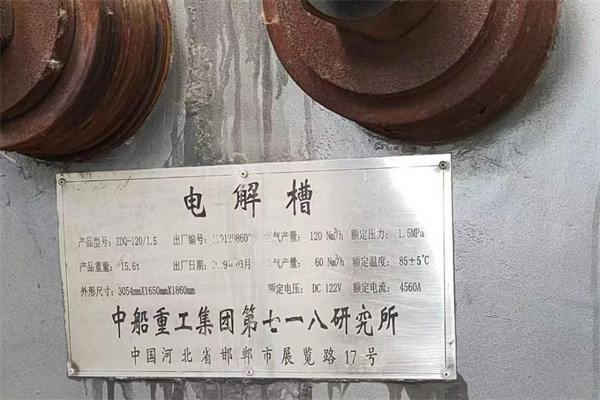 电解槽
产品型号：ZDQ-120/1.5 出厂编号： 气产量： 120 Nm³/h 额定压力： 1.5MPa
产品重量：15.6t 出厂日期： 气产量： 60 Nm³/h 额定温度： 85±5℃
外形尺寸：3054mmX1650mmX1860mm 额定电压： DC 122V 额定电流： 4560A
中船重工集团第七一八研究所
中国河北省邯郸市展览路17号